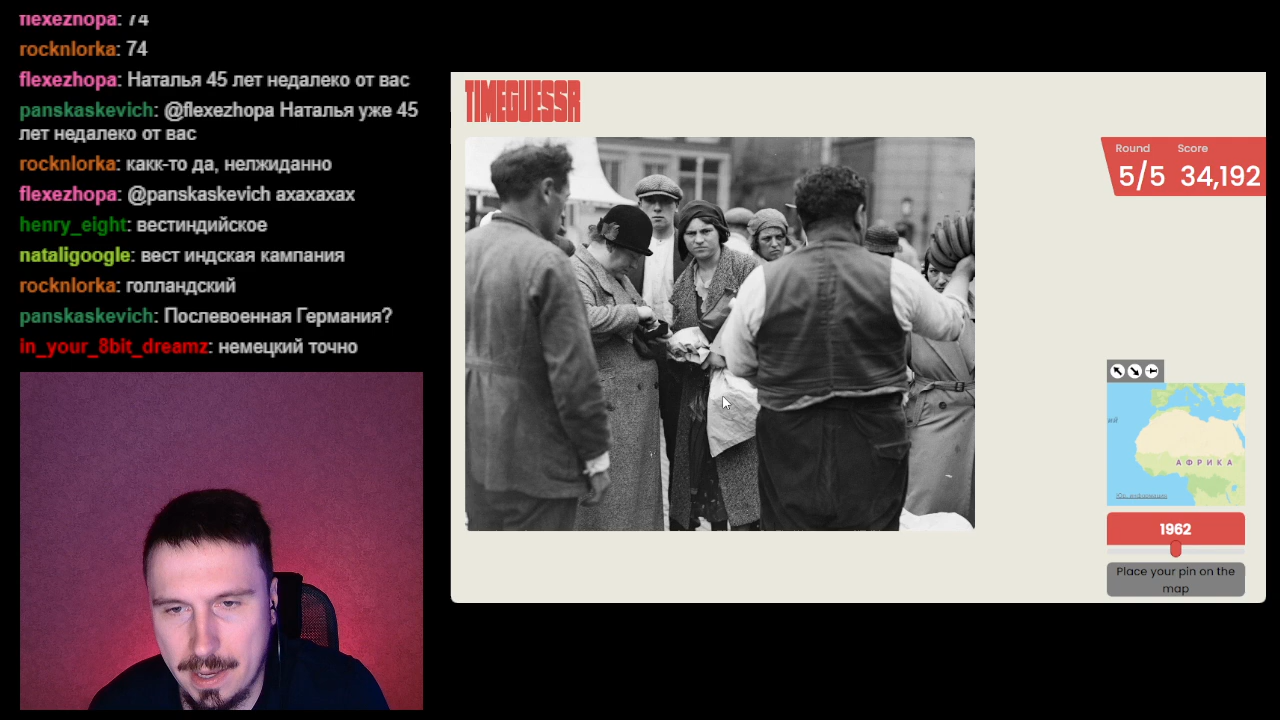 flexezhopa: 74
rocknlorka: 74
flexezhopa: Наталья 45 лет недалеко от вас
panskaskevich: @flexezhopa Наталья уже 45
лет недалеко от вас
rocknlorka: какк-то да, нелжиданно
flexezhopa: @panskaskevich ахахахах
henry_eight: вестиндийское
nataligoogle: вест индская кампания
rocknlorka: голландский
panskaskevich: Послевоенная Германия?
in_your_8bit_dreamz: немецкий точно
TIMEGUESSR
Round Score
5/5 34,192
АФРИКА
1962
Place your pin on the
map